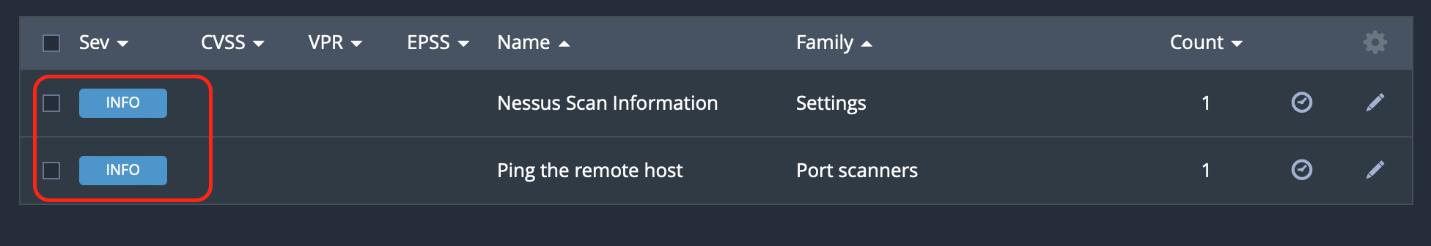 Sev CVSS VPR EPSS Name Family Count
INFO Nessus Scan Information Settings 1
INFO Ping the remote host Port scanners 1